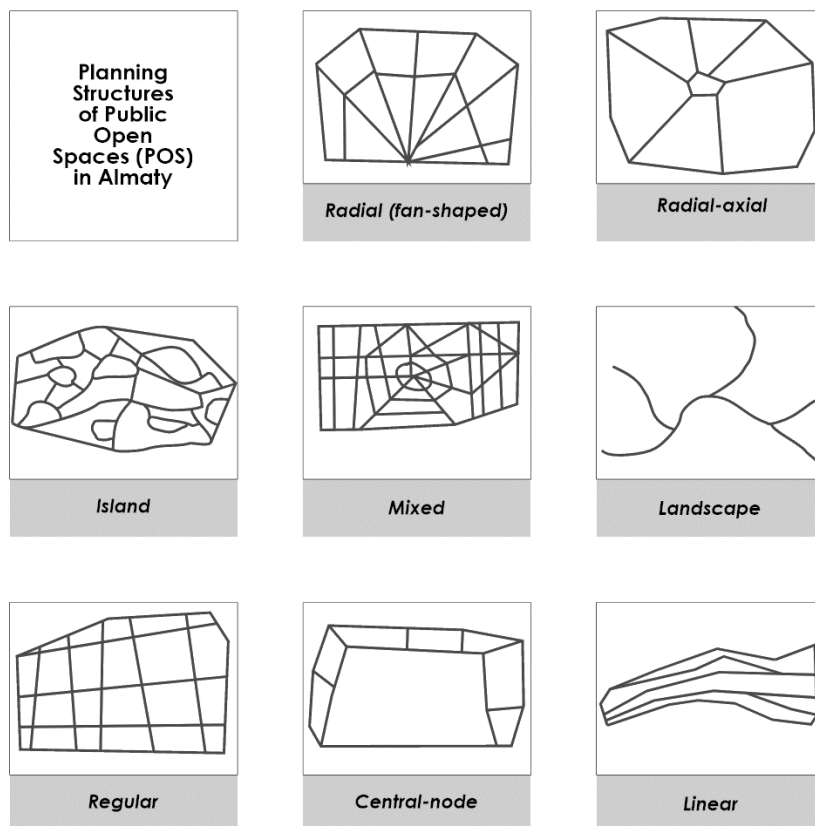 Planning
Structures
of Public
Open
Spaces (POS)
in Almaty
Radial (fan-shaped)
Radial-axial
Island
Mixed
Landscape
Regular
Central-node
Linear